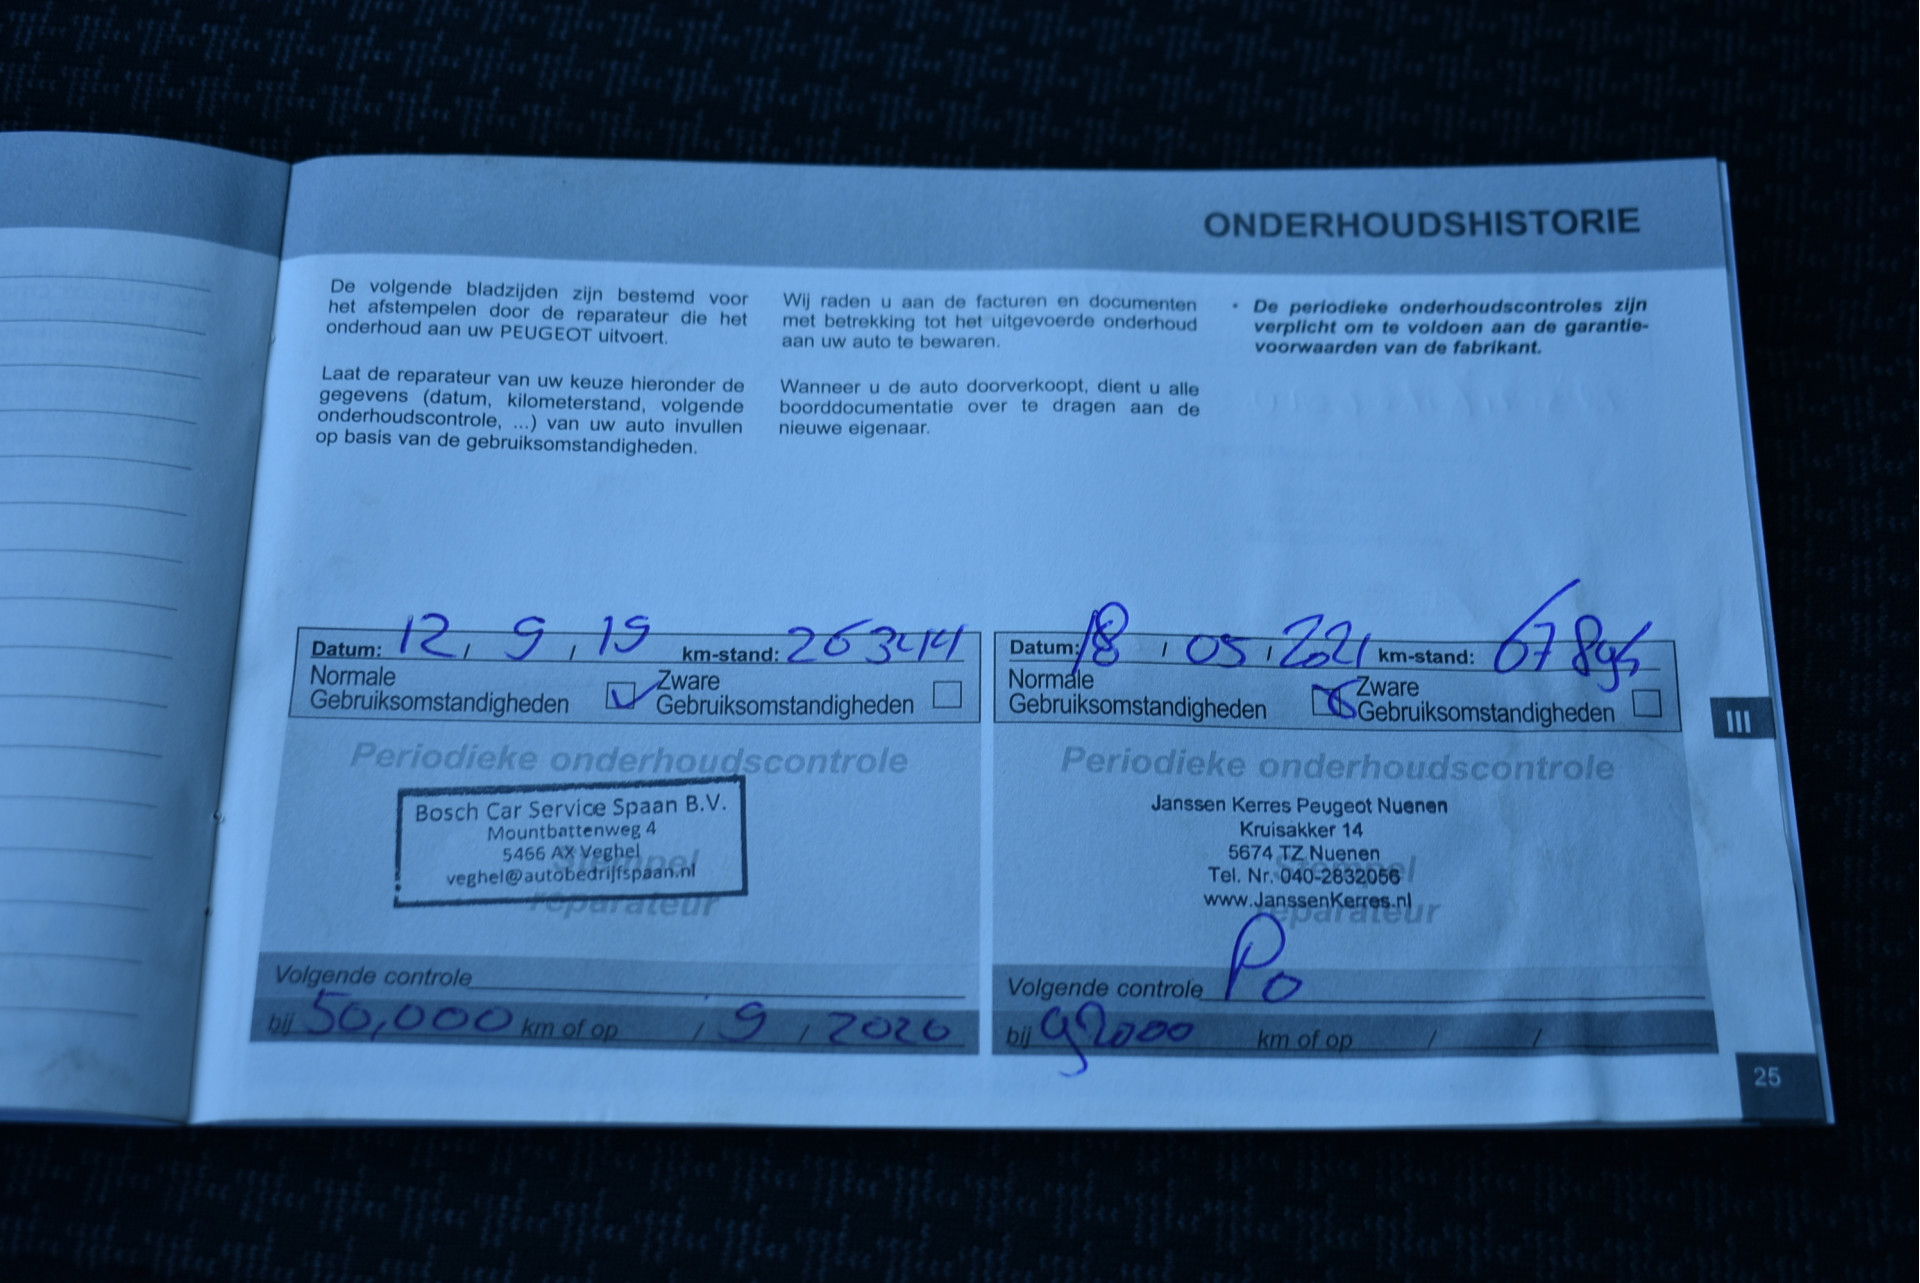 ONDERHOUDSHISTORIE
De volgende bladzijden zijn bestemd voor
het afstempelen door de reparateur die het
onderhoud aan uw PEUGEOT uitvoert.
Laat de reparateur van uw keuze hieronder de
gegevens (datum, kilometerstand, volgende
onderhoudscontrole, ...) van uw auto invullen
op basis van de gebruiksomstandigheden.
Wij raden u aan de facturen en documenten
met betrekking tot het uitgevoerde onderhoud
aan uw auto te bewaren.
Wanneer u de auto doorverkoopt, dient u alle
boorddocumentatie over te dragen aan de
nieuwe eigenaar.
• De periodieke onderhoudscontroles zijn
verplicht om te voldoen aan de garantie-
voorwaarden van de fabrikant.
Datum: 12 / 9 / 19 km-stand: 26344
Normale
Gebruiksomstandigheden
Zware
Gebruiksomstandigheden
Periodieke onderhoudscontrole
Bosch Car Service Spaan B.V.
Mountbattenweg 4
5466 AX Veghel
veghel@autobedrijfspaan.nl
Stempel
reparateur
Volgende controle
bij 50,000 km of op / 9 / 2020
Datum: 18 / 05 / 2021 km-stand:
Normale
Gebruiksomstandigheden
Zware
Gebruiksomstandigheden
Periodieke onderhoudscontrole
Janssen Kerres Peugeot Nuenen
Kruisakker 14
5674 TZ Nuenen
Tel. Nr. 040-2832056
www.JanssenKerres.nl
Stempel
reparateur
Volgende controle
bij 92000 km of op / /
III
25